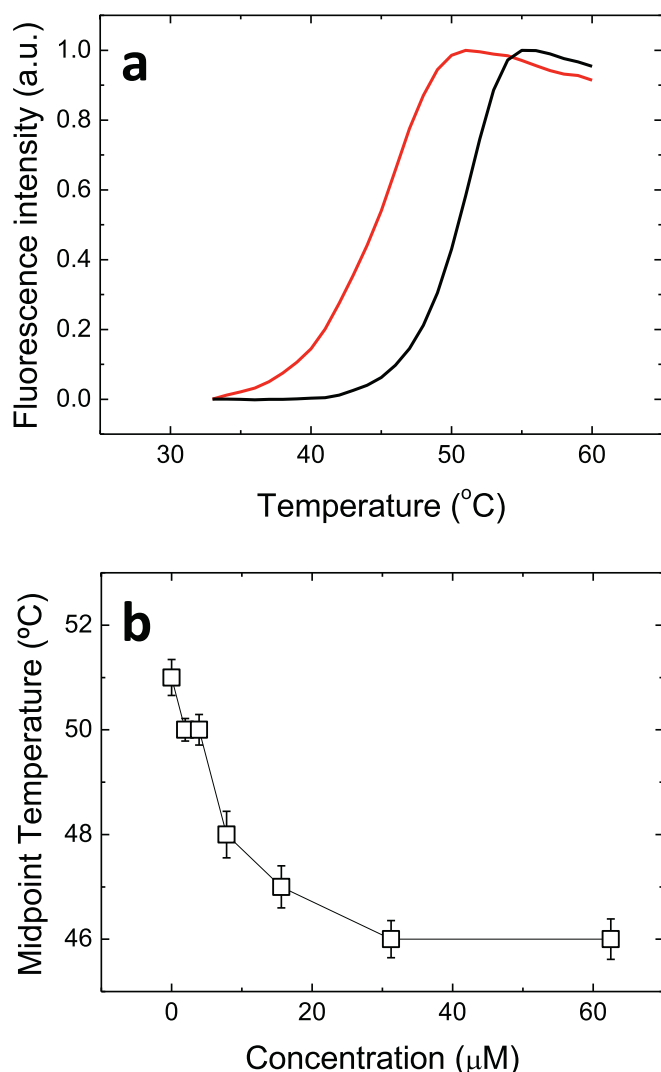 a
Fluorescence intensity (a.u.)
1.0
0.8
0.6
0.4
0.2
0.0
30 40 50 60
Temperature (°C)
b
Midpoint Temperature (ºC)
52
50
48
46
0 20 40 60
Concentration (μM)